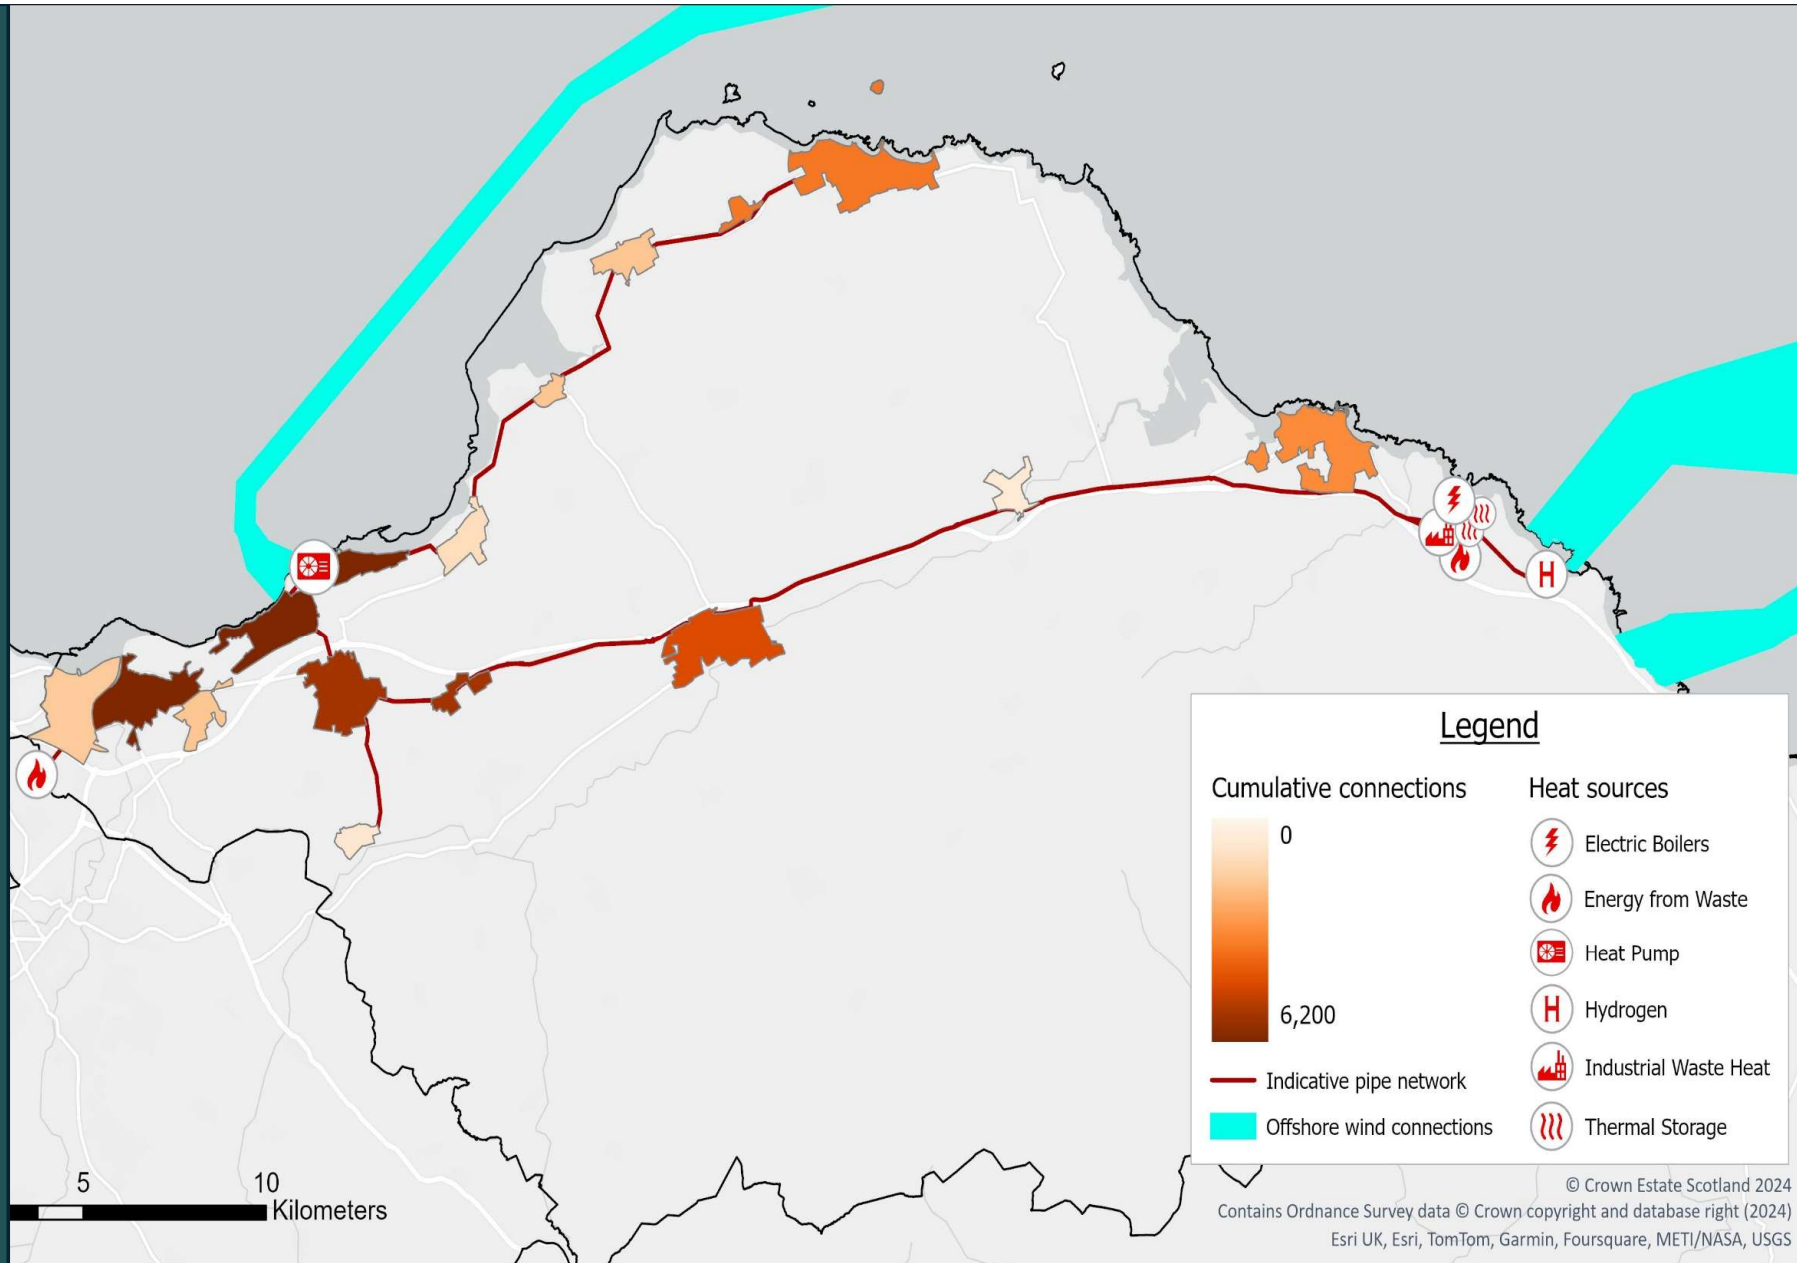 Legend
Cumulative connections
0
6,200
Indicative pipe network
Offshore wind connections
Heat sources
Electric Boilers
Energy from Waste
Heat Pump
H Hydrogen
Industrial Waste Heat
Thermal Storage
H
5 10
Kilometers
© Crown Estate Scotland 2024
Contains Ordnance Survey data © Crown copyright and database right (2024)
Esri UK, Esri, TomTom, Garmin, Foursquare, METI/NASA, USGS